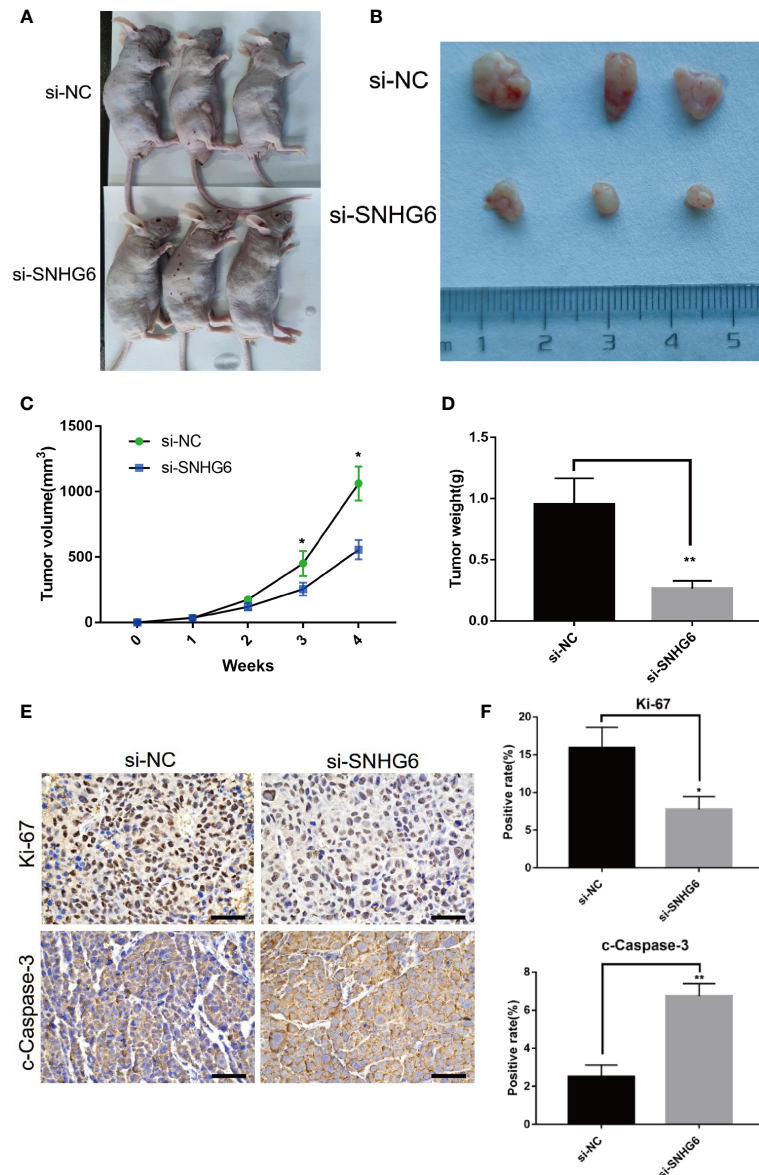 A
si-NC
si-SNHG6
B
si-NC
si-SNHG6
m 1 2 3 4 5
C
Tumor volume(mm³)
1500
1000
500
0
si-NC
si-SNHG6
*
*
0 1 2 3 4
Weeks
D
Tumor weight(g)
1.5
1.0
0.5
0.0
**
si-NC
si-SNHG6
E
si-NC
si-SNHG6
Ki-67
c-Caspase-3
F
Ki-67
Positive rate(%)
20
15
10
5
0
*
si-NC
si-SNHG6
c-Caspase-3
Positive rate(%)
8
6
4
2
0
**
si-NC
si-SNHG6